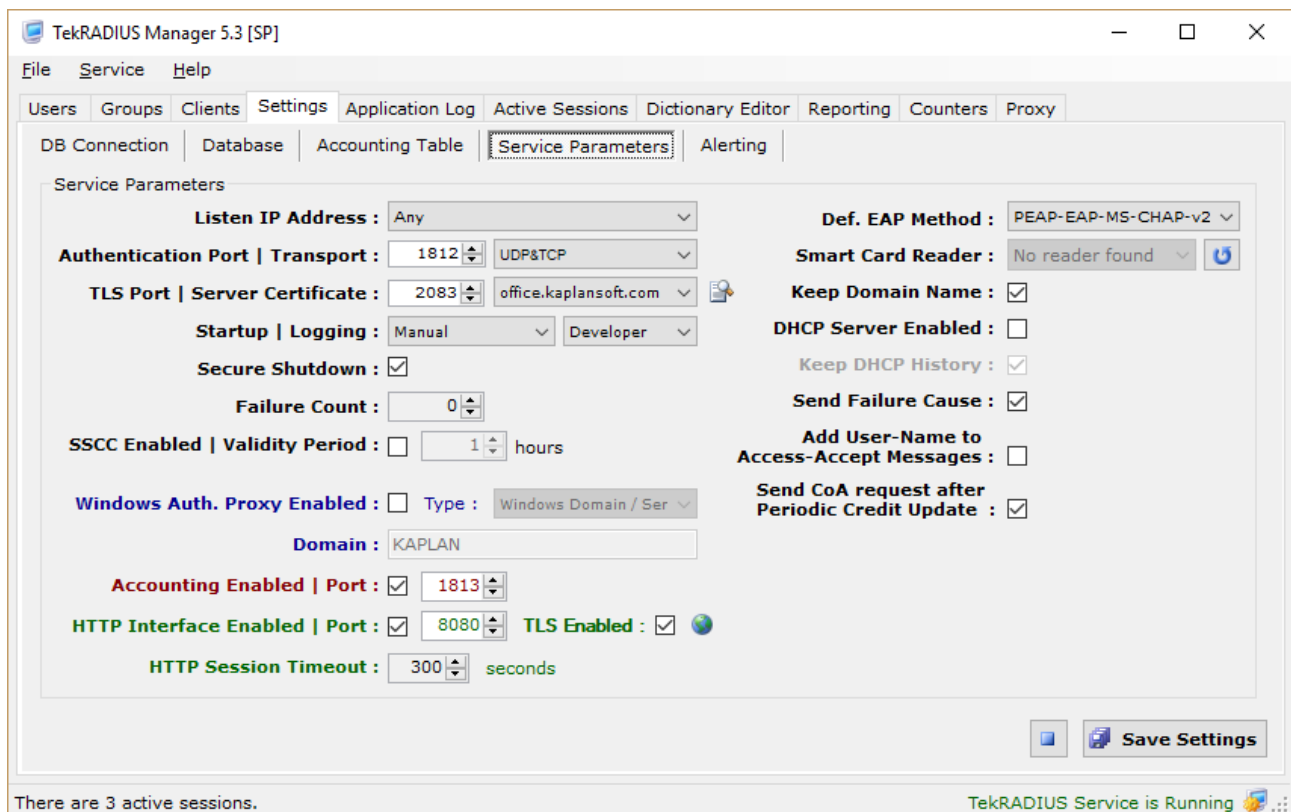 TekRADIUS Manager 5.3 [SP]
File Service Help
Users Groups Clients Settings Application Log Active Sessions Dictionary Editor Reporting Counters Proxy
DB Connection Database Accounting Table Service Parameters Alerting
Service Parameters
Listen IP Address : Any
Authentication Port | Transport : 1812 UDP&TCP
TLS Port | Server Certificate : 2083 office.kaplansoft.com
Startup | Logging : Manual Developer
Secure Shutdown :
Failure Count : 0
SSCC Enabled | Validity Period : 1 hours
Windows Auth. Proxy Enabled : Type : Windows Domain / Ser
Domain : KAPLAN
Accounting Enabled | Port : 1813
HTTP Interface Enabled | Port : 8080 TLS Enabled :
HTTP Session Timeout : 300 seconds
Def. EAP Method : PEAP-EAP-MS-CHAP-v2
Smart Card Reader : No reader found
Keep Domain Name :
DHCP Server Enabled :
Keep DHCP History :
Send Failure Cause :
Add User-Name to
Access-Accept Messages :
Send CoA request after
Periodic Credit Update :
Save Settings
There are 3 active sessions. TekRADIUS Service is Running